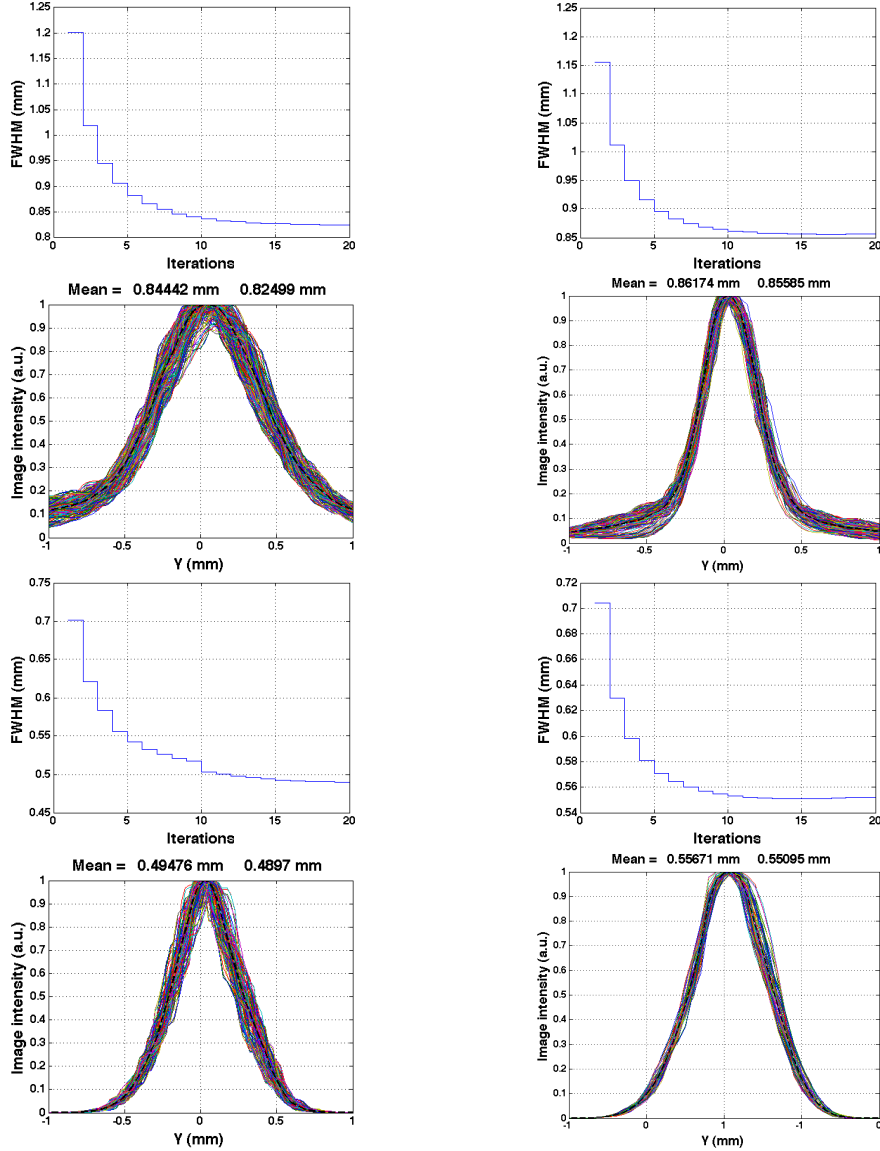 1.25
1.2
1.15
1.1
1.05
1
0.95
0.9
0.85
0.8
FWHM (mm)
0 5 10 15 20
Iterations
1.25
1.2
1.15
1.1
1.05
1
0.95
0.9
0.85
FWHM (mm)
0 5 10 15 20
Iterations
Mean = 0.84442 mm 0.82499 mm
1
0.9
0.8
0.7
0.6
0.5
0.4
0.3
0.2
0.1
0
Image intensity (a.u.)
-1 -0.5 0 0.5 1
Y (mm)
Mean = 0.86174 mm 0.85585 mm
1
0.9
0.8
0.7
0.6
0.5
0.4
0.3
0.2
0.1
0
Image intensity (a.u.)
-1 -0.5 0 0.5 1
Y (mm)
0.75
0.7
0.65
0.6
0.55
0.5
0.45
FWHM (mm)
0 5 10 15 20
Iterations
0.72
0.7
0.68
0.66
0.64
0.62
0.6
0.58
0.56
0.54
FWHM (mm)
0 5 10 15 20
Iterations
Mean = 0.49476 mm 0.4897 mm
1
0.9
0.8
0.7
0.6
0.5
0.4
0.3
0.2
0.1
0
Image intensity (a.u.)
-1 -0.5 0 0.5 1
Y (mm)
Mean = 0.55671 mm 0.55095 mm
1
0.9
0.8
0.7
0.6
0.5
0.4
0.3
0.2
0.1
0
Image intensity (a.u.)
-1 0 1 -1 0
Y (mm)